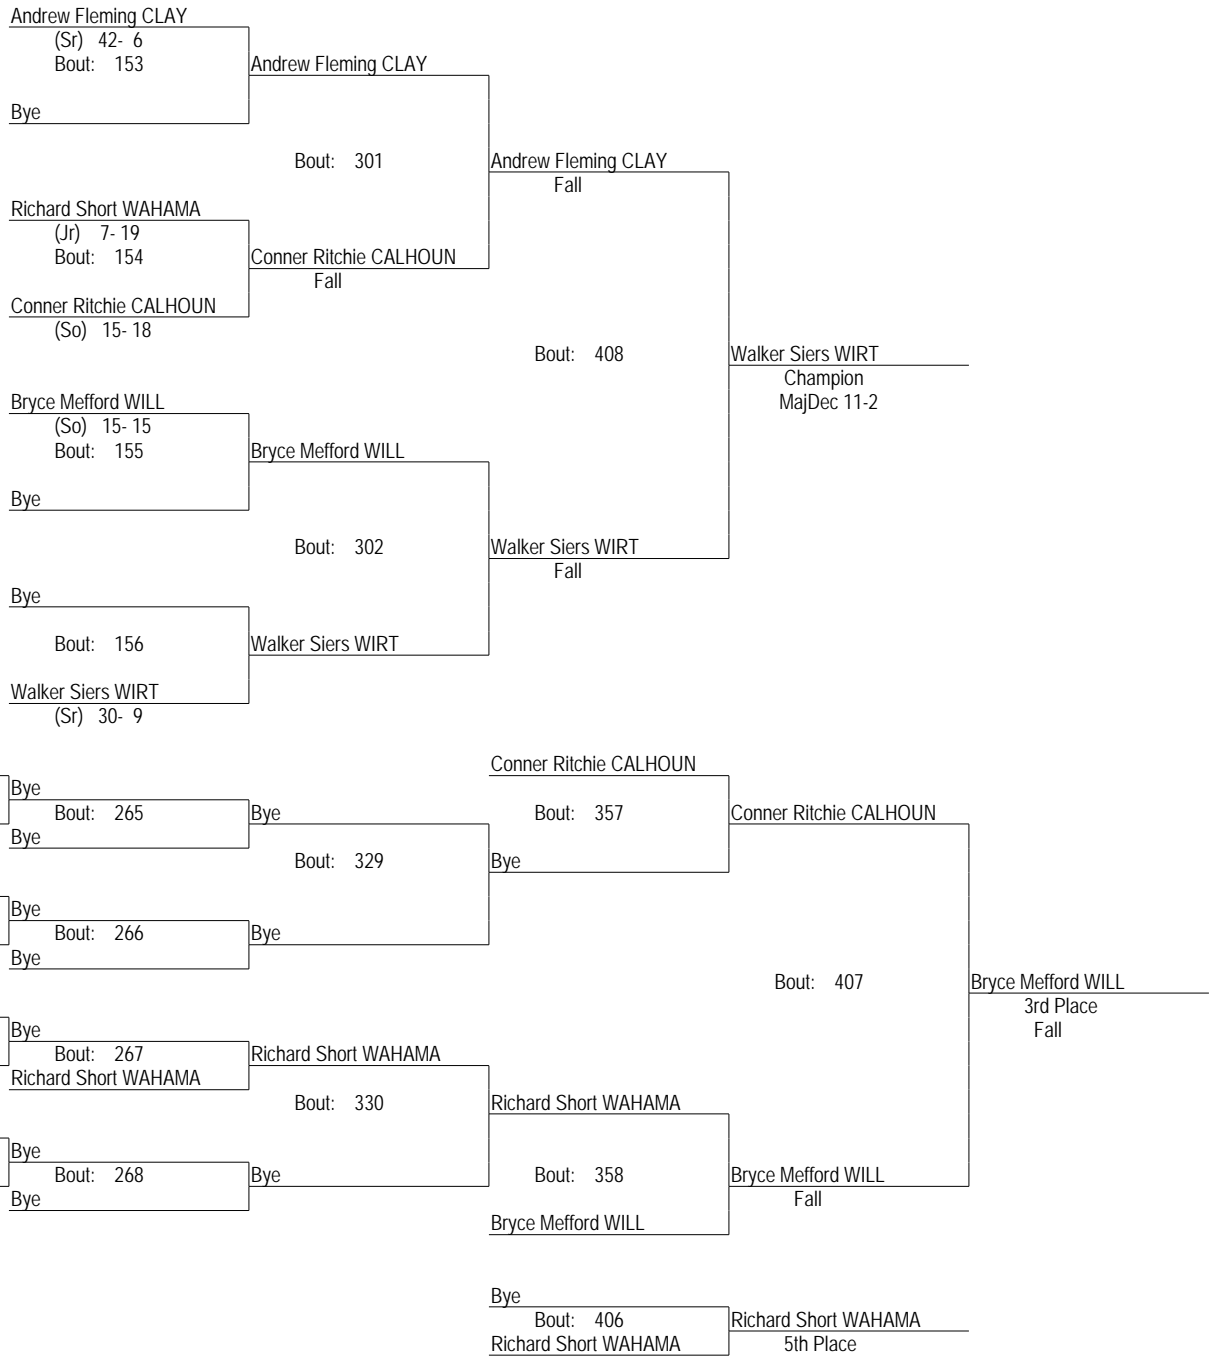 Andrew Fleming CLAY
(Sr) 42- 6
Bout: 153
Andrew Fleming CLAY
Bye
Bout: 301
Andrew Fleming CLAY
Fall
Richard Short WAHAMA
(Jr) 7- 19
Bout: 154
Conner Ritchie CALHOUN
Fall
Conner Ritchie CALHOUN
(So) 15- 18
Bout: 408
Walker Siers WIRT
Champion
MajDec 11-2
Bryce Mefford WILL
(So) 15- 15
Bout: 155
Bryce Mefford WILL
Bye
Bout: 302
Walker Siers WIRT
Fall
Bye
Bout: 156
Walker Siers WIRT
Walker Siers WIRT
(Sr) 30- 9
Conner Ritchie CALHOUN
Bye
Bout: 265
Bye
Bout: 357
Conner Ritchie CALHOUN
Bye
Bout: 329
Bye
Bye
Bout: 266
Bye
Bye
Bout: 407
Bryce Mefford WILL
3rd Place
Fall
Bye
Bout: 267
Richard Short WAHAMA
Richard Short WAHAMA
Bout: 330
Richard Short WAHAMA
Bye
Bout: 268
Bye
Bout: 358
Bryce Mefford WILL
Fall
Bye
Bryce Mefford WILL
Bye
Bout: 406
Richard Short WAHAMA
Richard Short WAHAMA
5th Place